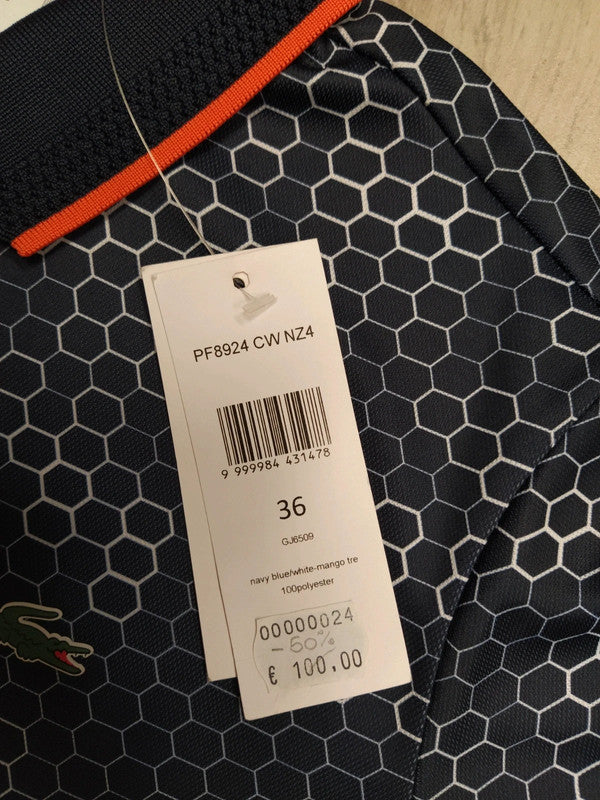 PF8924 CW NZ4
9 999984 431478
36
GJ6509
navy blue/white-mango tre
100polyester
00000024
-50%
€ 100,00